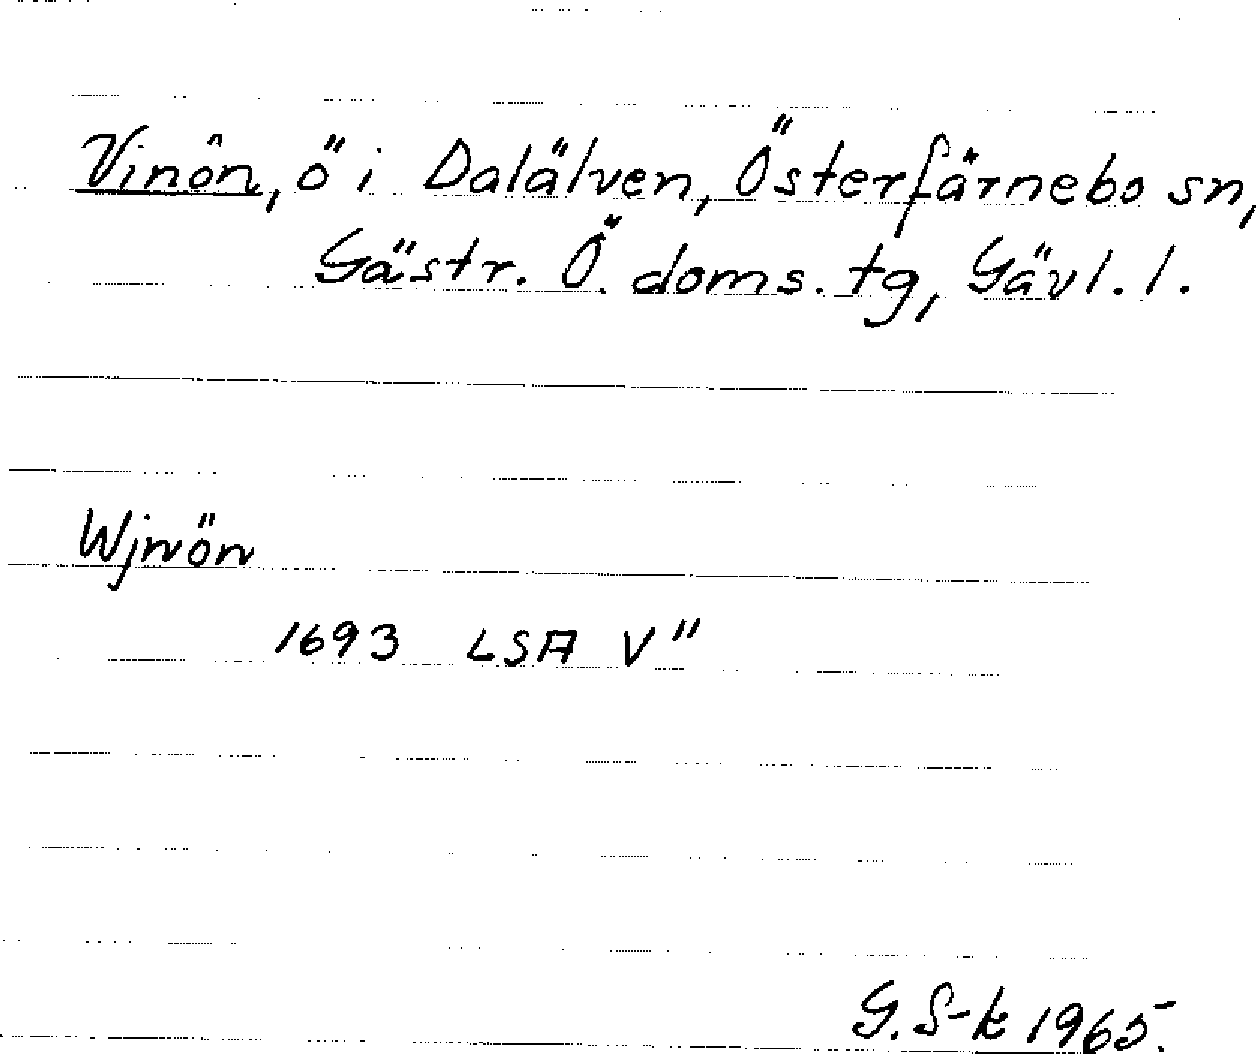 Vinön, ö i Dalälven, Österfärnebo sn,
Gästr. Ö. doms. tg, Gävl. l.
Wjnön
1693 LSA V"
G. S-k 1965.